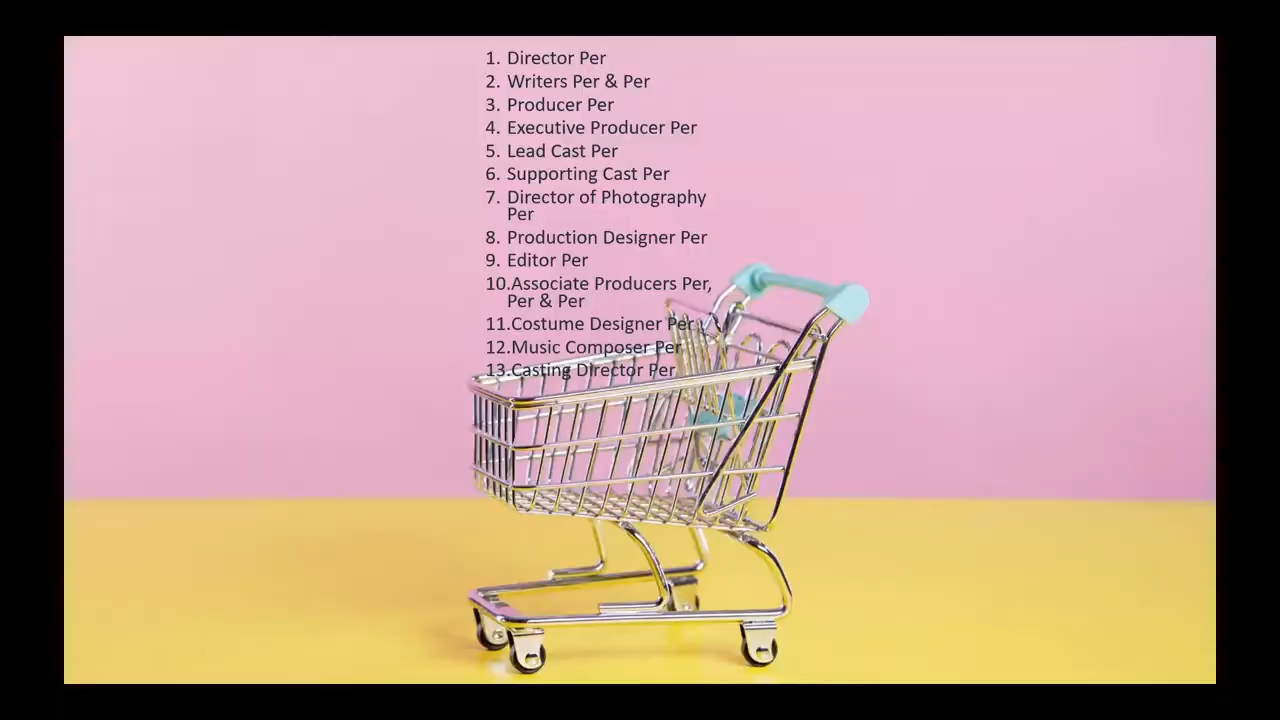 1. Director Per
2. Writers Per & Per
3. Producer Per
4. Executive Producer Per
5. Lead Cast Per
6. Supporting Cast Per
7. Director of Photography
Per
8. Production Designer Per
9. Editor Per
10.Associate Producers Per,
Per & Per
11.Costume Designer Per
12.Music Composer Per
13.Casting Director Per